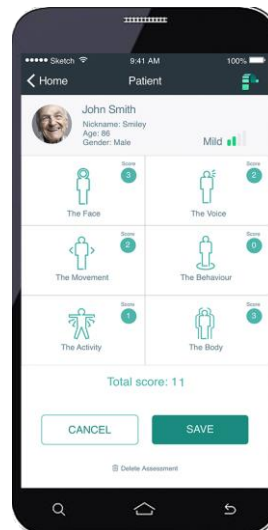 Sketch 9:41 AM 100%
Home Patient
John Smith
Nickname: Smiley
Age: 86
Gender: Male
Mild
Score
3
The Face
Score
2
The Voice
Score
2
The Movement
Score
0
The Behaviour
Score
1
The Activity
Score
3
The Body
Total score: 11
CANCEL SAVE
Delete Assessment